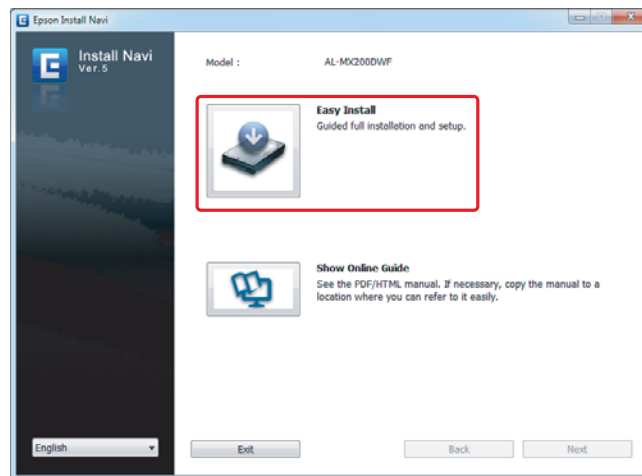 Epson Install Navi
Install Navi
Ver.5
Model :
AL-MX200DWF
Easy Install
Guided full installation and setup.
Show Online Guide
See the PDF/HTML manual. If necessary, copy the manual to a
location where you can refer to it easily.
English
Exit
Back
Next